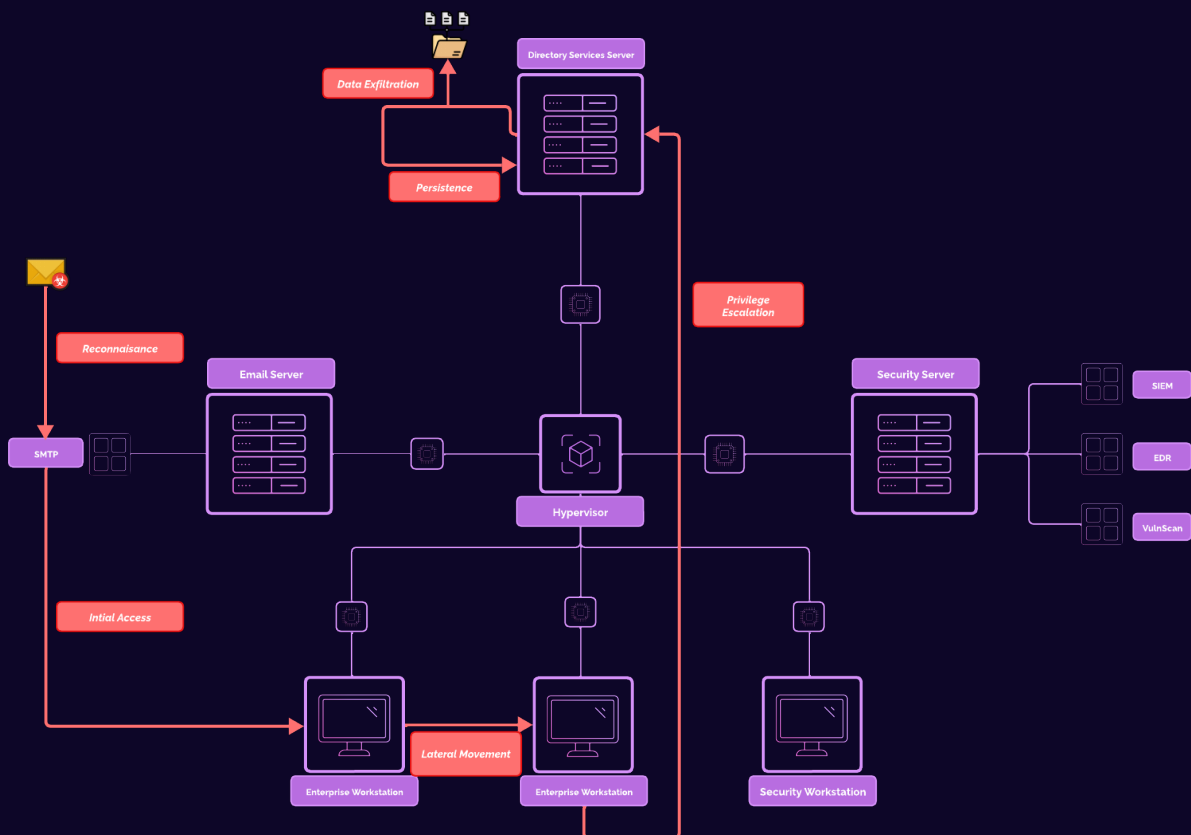 Directory Services Server
Data Exfiltration
Persistence
Privilege
Escalation
Reconnaisance
Email Server
Security Server
SIEM
SMTP
EDR
Hypervisor
VulnScan
Intial Access
Lateral Movement
Enterprise Workstation
Enterprise Workstation
Security Workstation